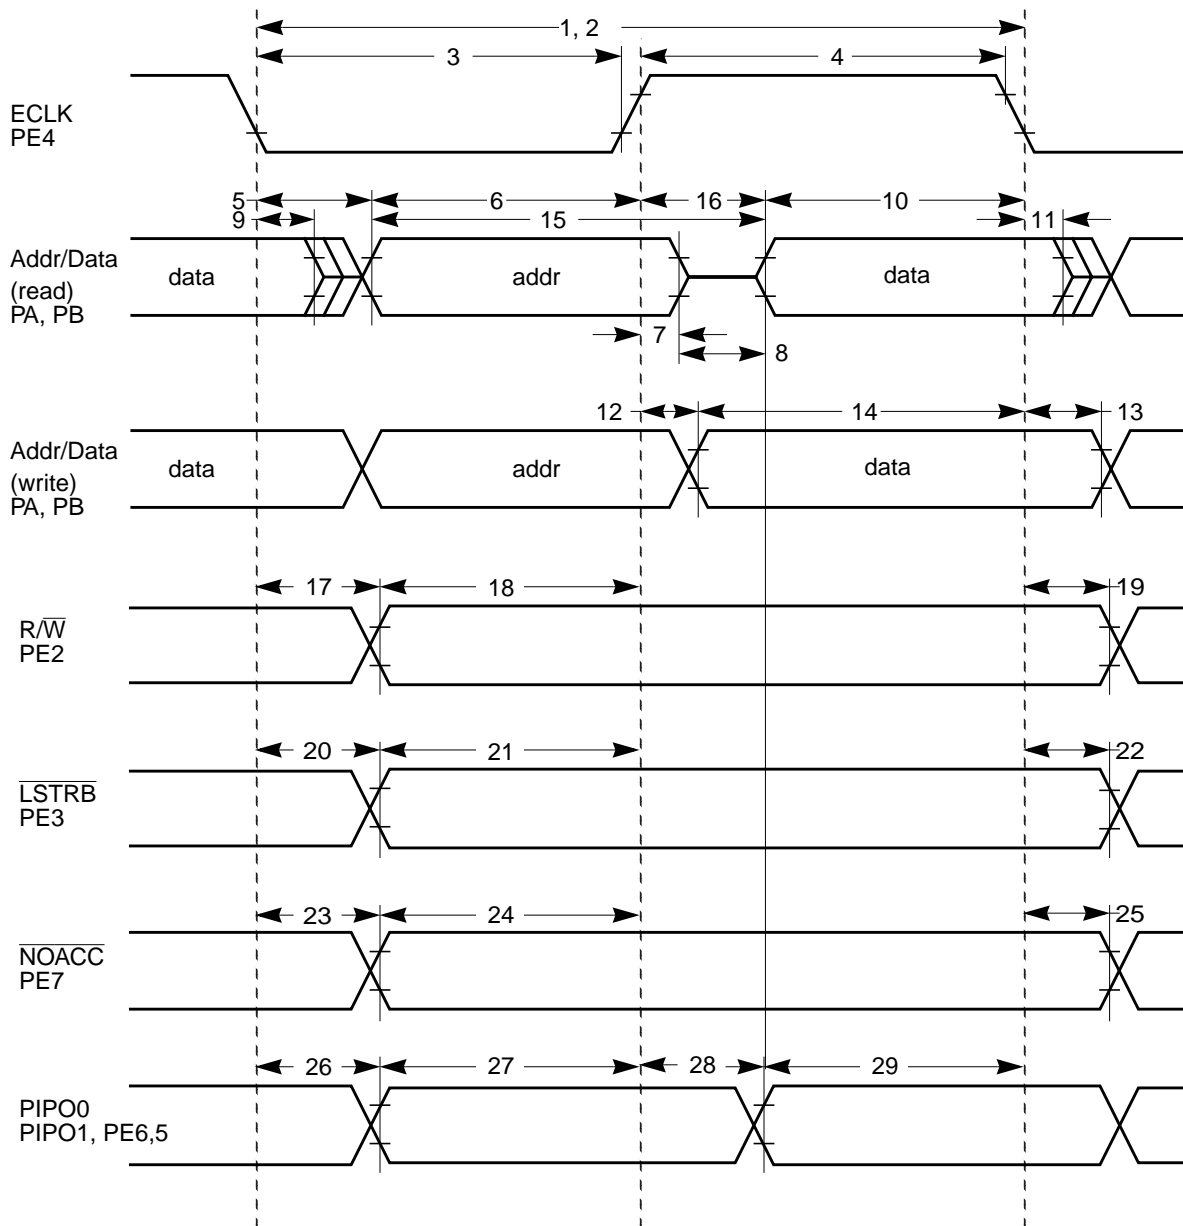 1, 2
3
4
ECLK
PE4
5
6
16
10
9
15
11
Addr/Data
(read)
PA, PB
data
addr
data
7
8
12
14
13
Addr/Data
(write)
PA, PB
data
addr
data
17
18
19
R/W̅
PE2
20
21
22
L̅S̅T̅R̅B̅
PE3
23
24
25
N̅O̅A̅C̅C̅
PE7
26
27
28
29
PIPO0
PIPO1, PE6,5